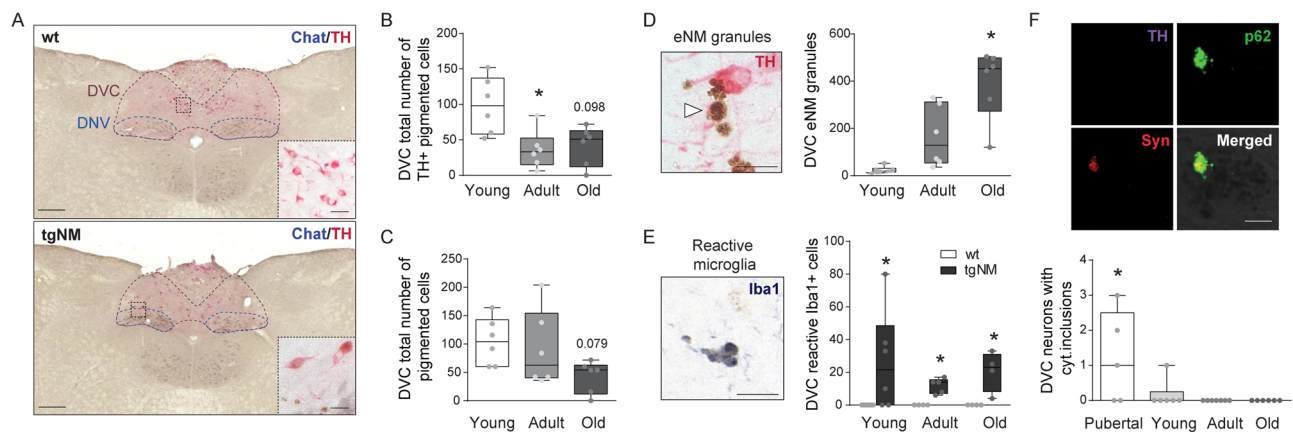 A
wt
Chat/TH
DVC
DNV
tgNM
Chat/TH
B
DVC total number of
TH+ pigmented cells
200
150
100
50
0
*
0.098
Young
Adult
Old
C
DVC total number of
pigmented cells
250
200
150
100
50
0
0.079
Young
Adult
Old
D
eNM granules
TH
DVC eNM granules
600
400
200
0
*
Young
Adult
Old
E
Reactive
microglia
Iba1
DVC reactive Iba1+ cells
100
80
60
40
20
0
*
*
*
wt
tgNM
Young
Adult
Old
F
TH
p62
Syn
Merged
DVC neurons with
cyt.inclusions
4
3
2
1
0
*
Pubertal
Young
Adult
Old